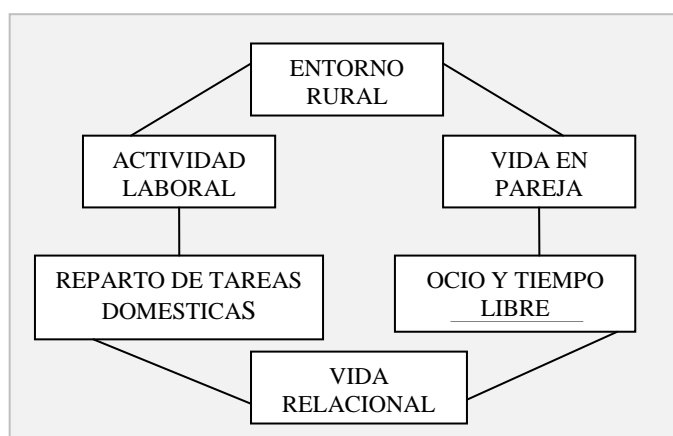 ENTORNO
RURAL
ACTIVIDAD
LABORAL
VIDA EN
PAREJA
REPARTO DE TAREAS
DOMESTICAS
OCIO Y TIEMPO
LIBRE
VIDA
RELACIONAL